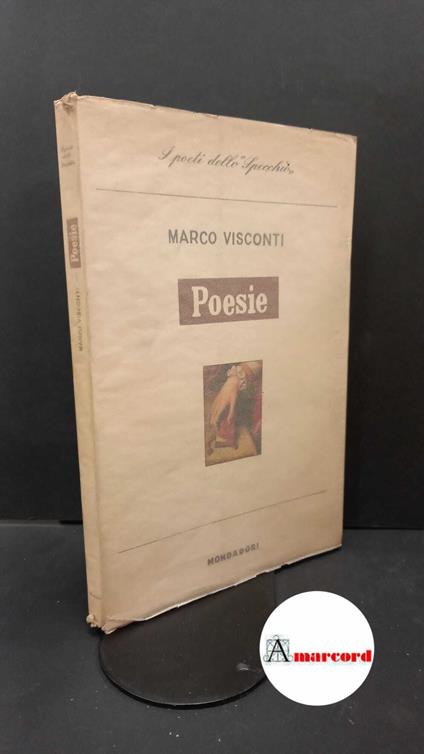 I poeti dello "Specchio"
MARCO VISCONTI
Poesie
MONDADORI
Poesie
MARCO VISCONTI
Amarcord